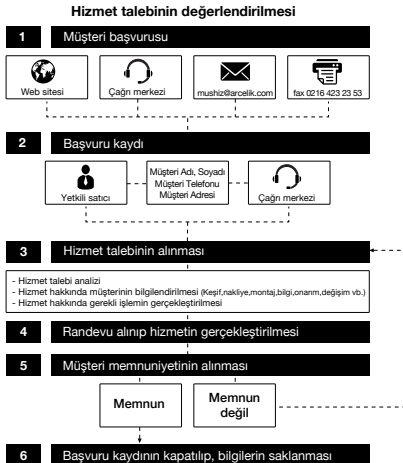 Hizmet talebinin değerlendirilmesi
1 Müşteri başvurusu
Web sitesi
Çağrı merkezi
mushiz@arcelik.com
fax 0216 423 23 53
2 Başvuru kaydı
Yetkili satıcı
Müşteri Adı, Soyadı
Müşteri Telefonu
Müşteri Adresi
Çağrı merkezi
3 Hizmet talebinin alınması
- Hizmet talebi analizi
- Hizmet hakkında müşterinin bilgilendirilmesi (Keşif,nakliye,montaj,bilgi,onarım,değişim vb.)
- Hizmet hakkında gerekli işlemin gerçekleştirilmesi
4 Randevu alınıp hizmetin gerçekleştirilmesi
5 Müşteri memnuniyetinin alınması
Memnun
Memnun
değil
6 Başvuru kaydının kapatılıp, bilgilerin saklanması